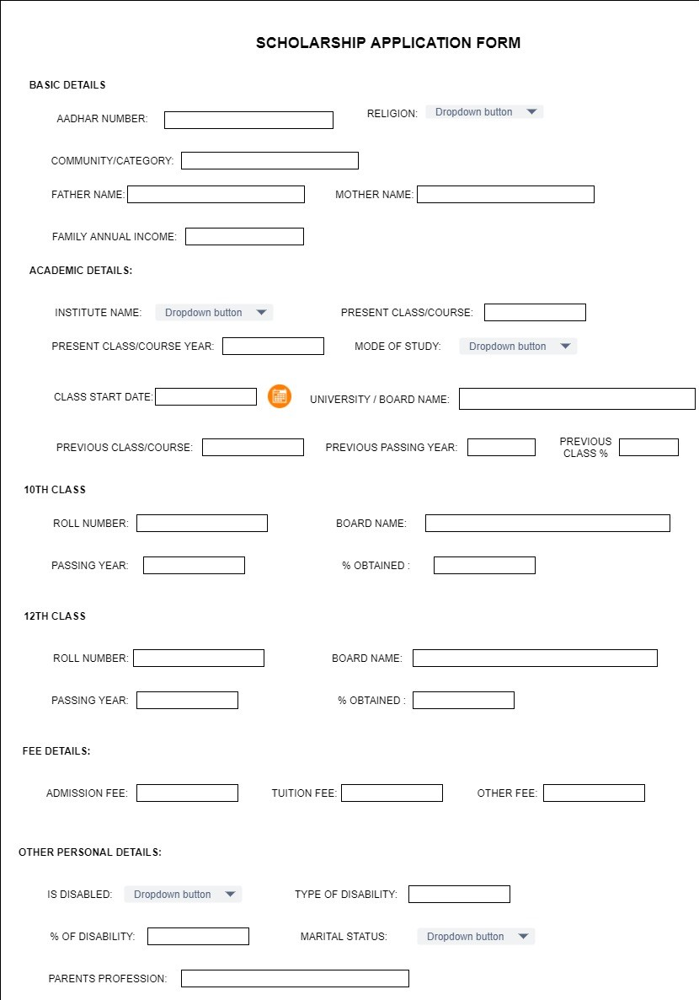 SCHOLARSHIP APPLICATION FORM
BASIC DETAILS
AADHAR NUMBER: RELIGION: Dropdown button
COMMUNITY/CATEGORY:
FATHER NAME: MOTHER NAME:
FAMILY ANNUAL INCOME:
ACADEMIC DETAILS:
INSTITUTE NAME: Dropdown button PRESENT CLASS/COURSE:
PRESENT CLASS/COURSE YEAR: MODE OF STUDY: Dropdown button
CLASS START DATE: UNIVERSITY / BOARD NAME:
PREVIOUS CLASS/COURSE: PREVIOUS PASSING YEAR: PREVIOUS
CLASS %
10TH CLASS
ROLL NUMBER: BOARD NAME:
PASSING YEAR: % OBTAINED :
12TH CLASS
ROLL NUMBER: BOARD NAME:
PASSING YEAR: % OBTAINED :
FEE DETAILS:
ADMISSION FEE: TUITION FEE: OTHER FEE:
OTHER PERSONAL DETAILS:
IS DISABLED: Dropdown button TYPE OF DISABILITY:
% OF DISABILITY: MARITAL STATUS: Dropdown button
PARENTS PROFESSION: